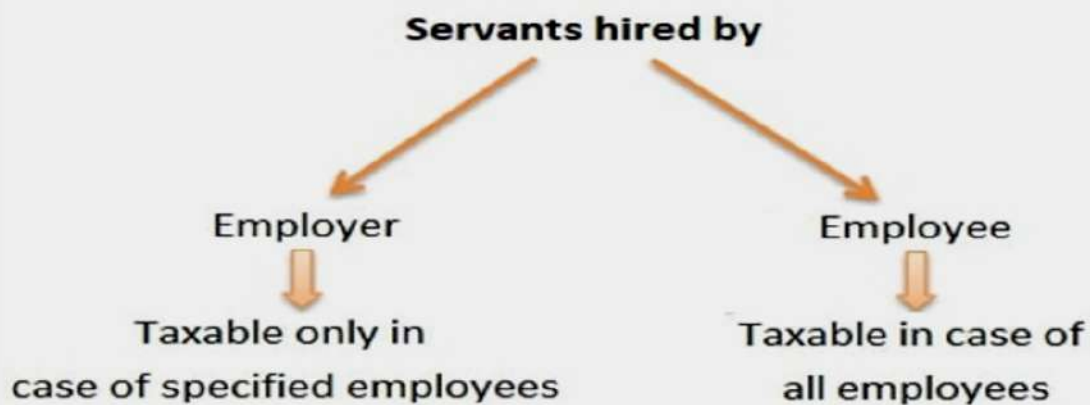 Servants hired by
Employer
Employee
Taxable only in
case of specified employees
Taxable in case of
all employees